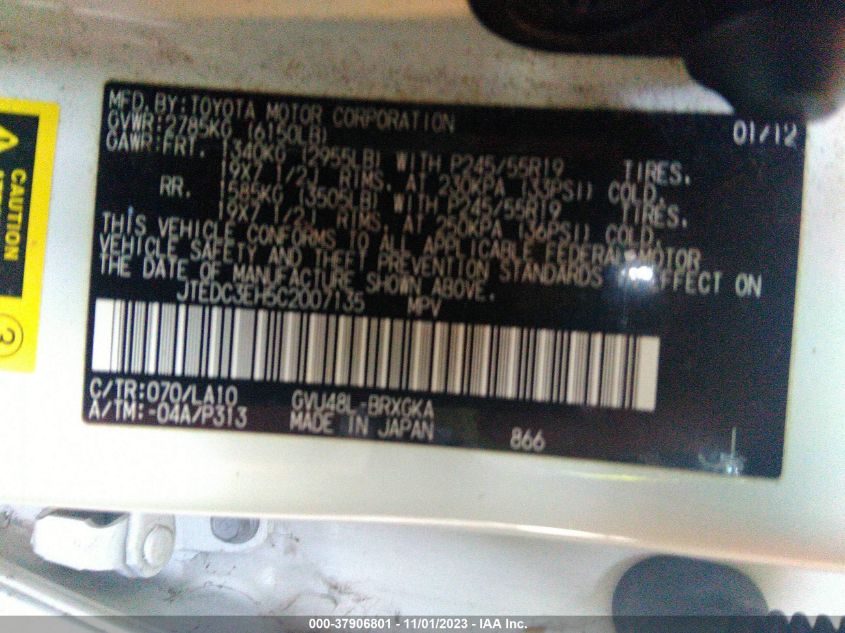 MFD. BY: TOYOTA MOTOR CORPORATION 01/12
GVWR: 2785KG (6150LB)
GAWR: FRT. 1340KG (2955LB) WITH P245/55R19 TIRES.
19X7 1/2J RIMS. AT 230KPA (33PSI) COLD.
RR. 1585KG (3505LB) WITH P245/55R19 TIRES.
19X7 1/2J RIMS. AT 250KPA (36PSI) COLD.
THIS VEHICLE CONFORMS TO ALL APPLICABLE FEDERAL MOTOR
VEHICLE SAFETY AND THEFT PREVENTION STANDARDS IN EFFECT ON
THE DATE OF MANUFACTURE SHOWN ABOVE.
JTEDC3EH5C2007135 MPV
C/TR: 070/LA10 GVU48L-BRXGKA
A/TM: -04A/P313 MADE IN JAPAN 866
CAUTION
3
000-37906801 - 11/01/2023 - IAA Inc.